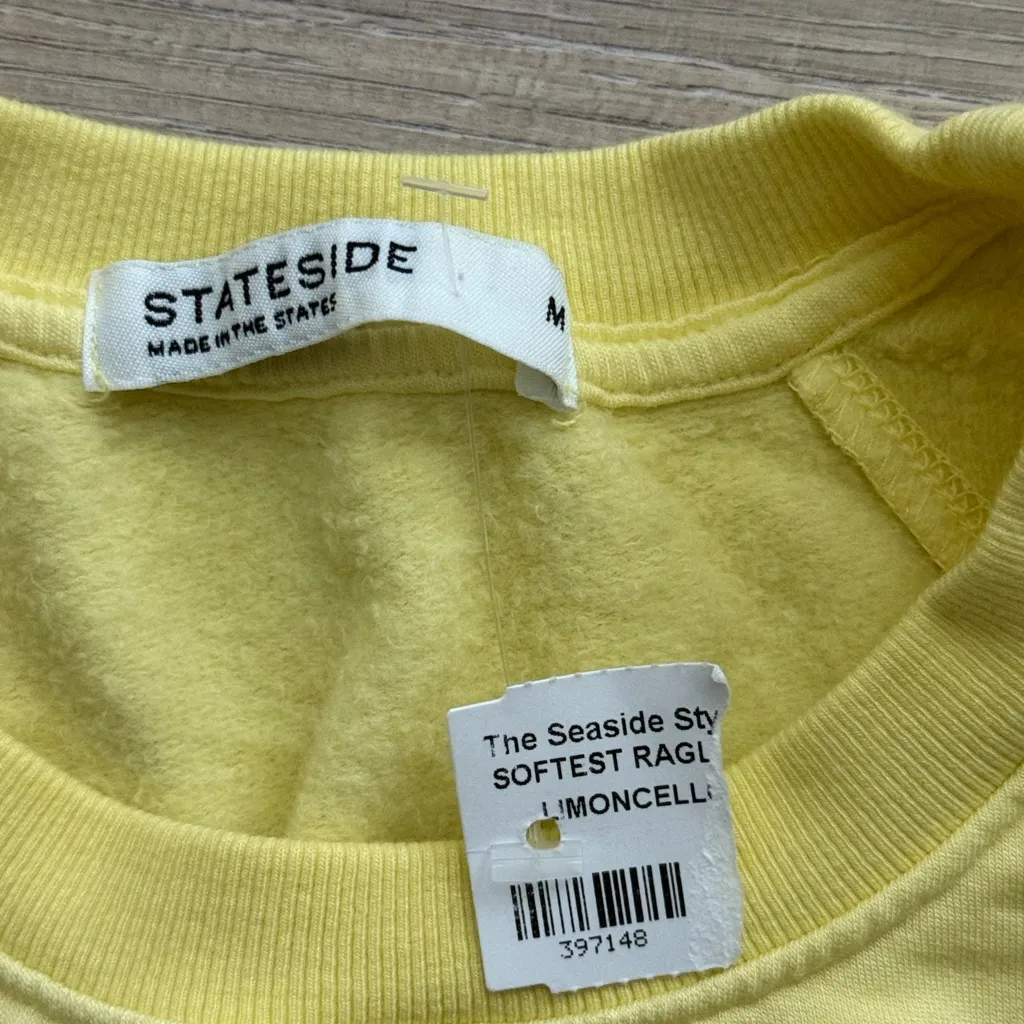 STATESIDE
MADE IN THE STATES
M
The Seaside Sty
SOFTEST RAGL
LIMONCELL
397148